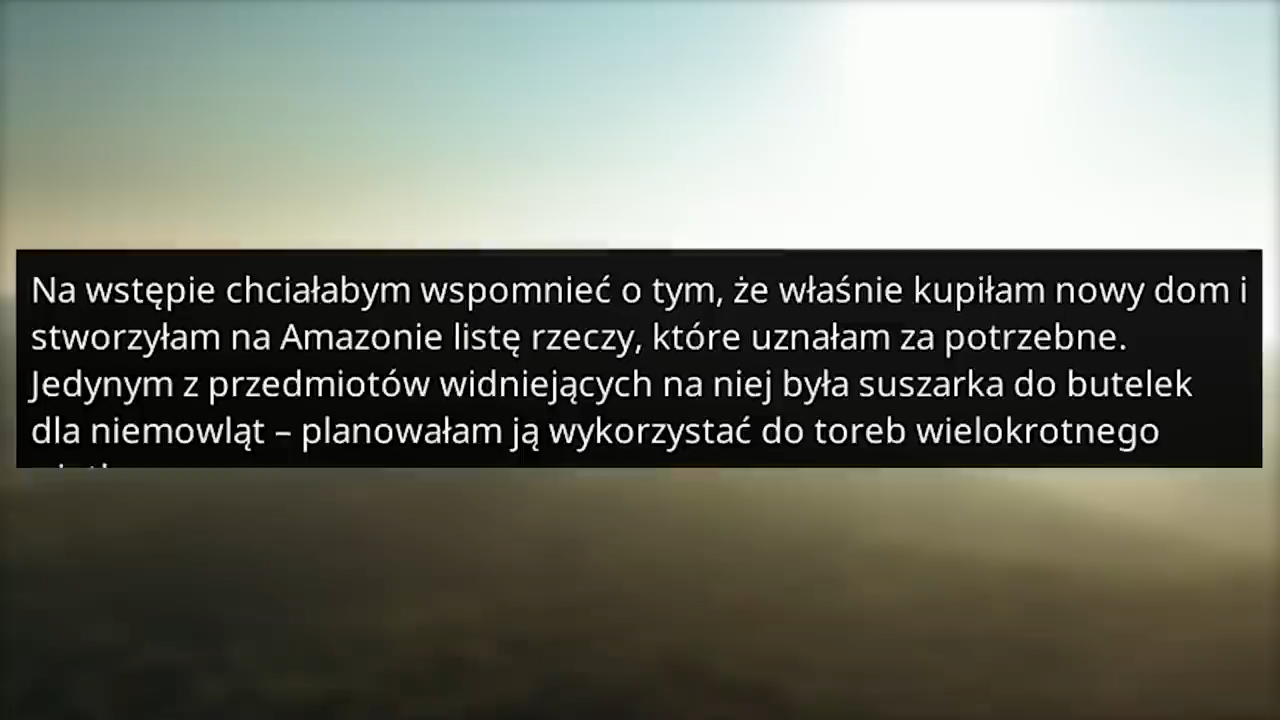 Na wstępie chciałabym wspomnieć o tym, że właśnie kupiłam nowy dom i
stworzyłam na Amazonie listę rzeczy, które uznałam za potrzebne.
Jedynym z przedmiotów widniejących na niej była suszarka do butelek
dla niemowląt – planowałam ją wykorzystać do toreb wielokrotnego